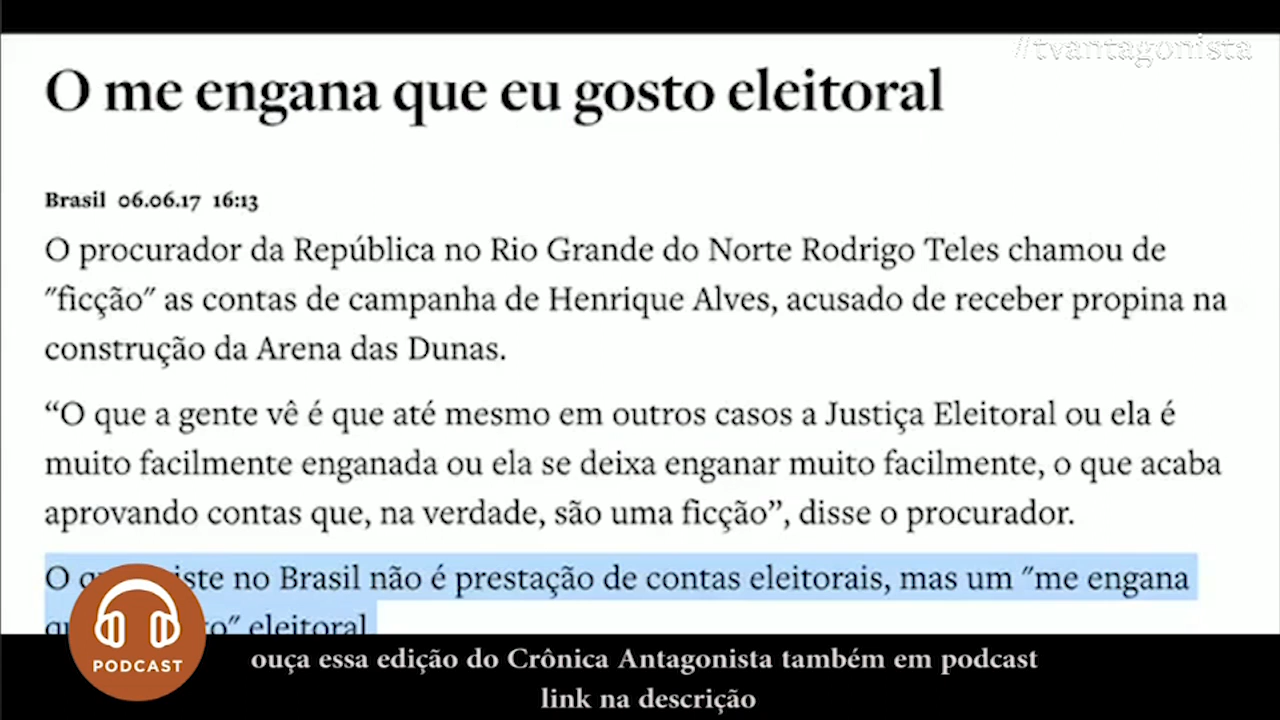 #tvantagonista
O me engana que eu gosto eleitoral
Brasil 06.06.17 16:13
O procurador da República no Rio Grande do Norte Rodrigo Teles chamou de
"ficção" as contas de campanha de Henrique Alves, acusado de receber propina na
construção da Arena das Dunas.
“O que a gente vê é que até mesmo em outros casos a Justiça Eleitoral ou ela é
muito facilmente enganada ou ela se deixa enganar muito facilmente, o que acaba
aprovando contas que, na verdade, são uma ficção”, disse o procurador.
O iste no Brasil não é prestação de contas eleitorais, mas um "me engana
to" eleitoral
PODCAST
ouça essa edição do Crônica Antagonista também em podcast
link na descrição